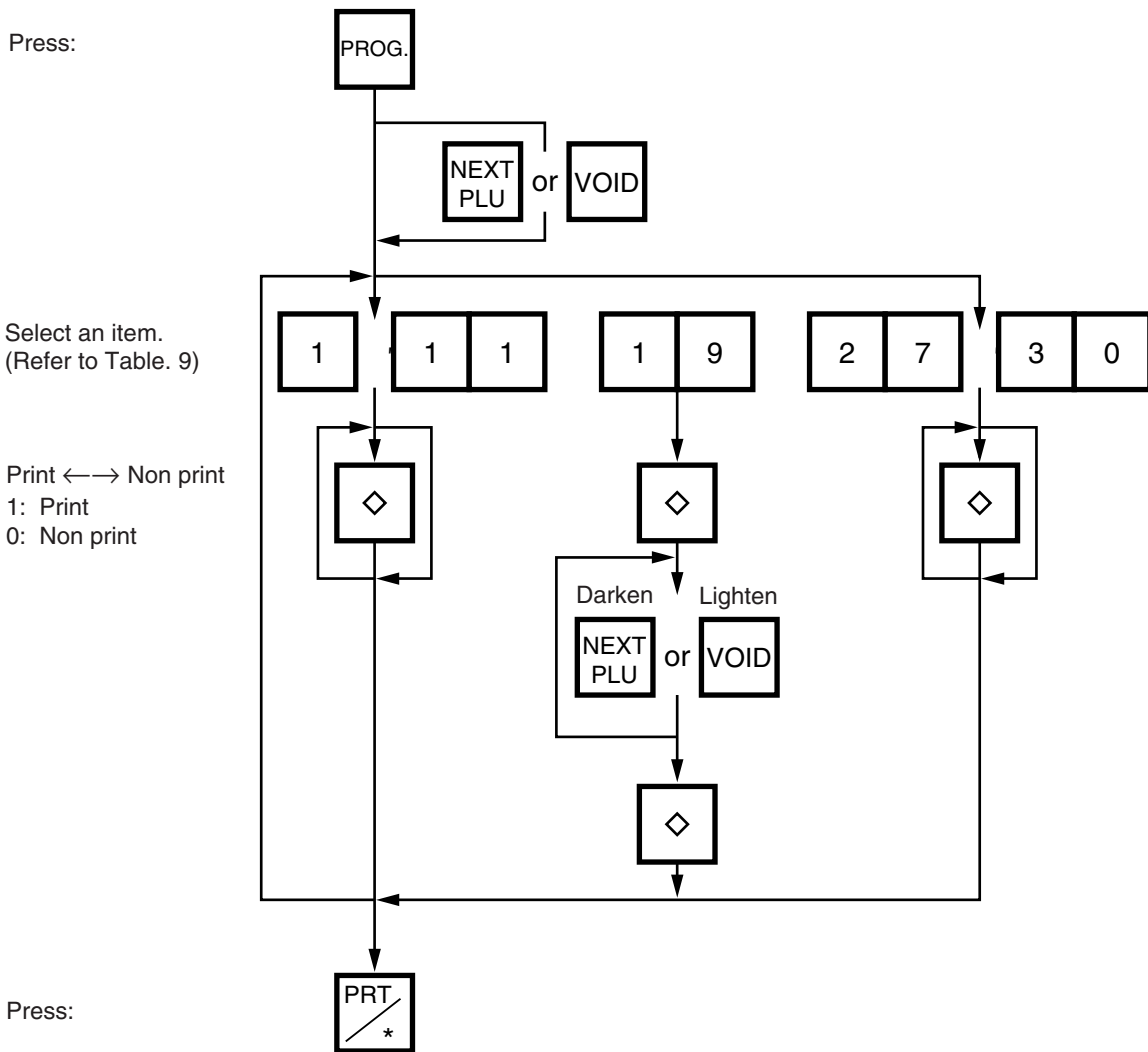 Press:
PROG.
NEXT
PLU
or
VOID
Select an item.
(Refer to Table. 9)
1 1 1 1 9 2 7 3 0
Print ←–→ Non print
1: Print
0: Non print
◇ ◇ ◇
Darken Lighten
NEXT
PLU
or
VOID
◇
Press:
PRT
*